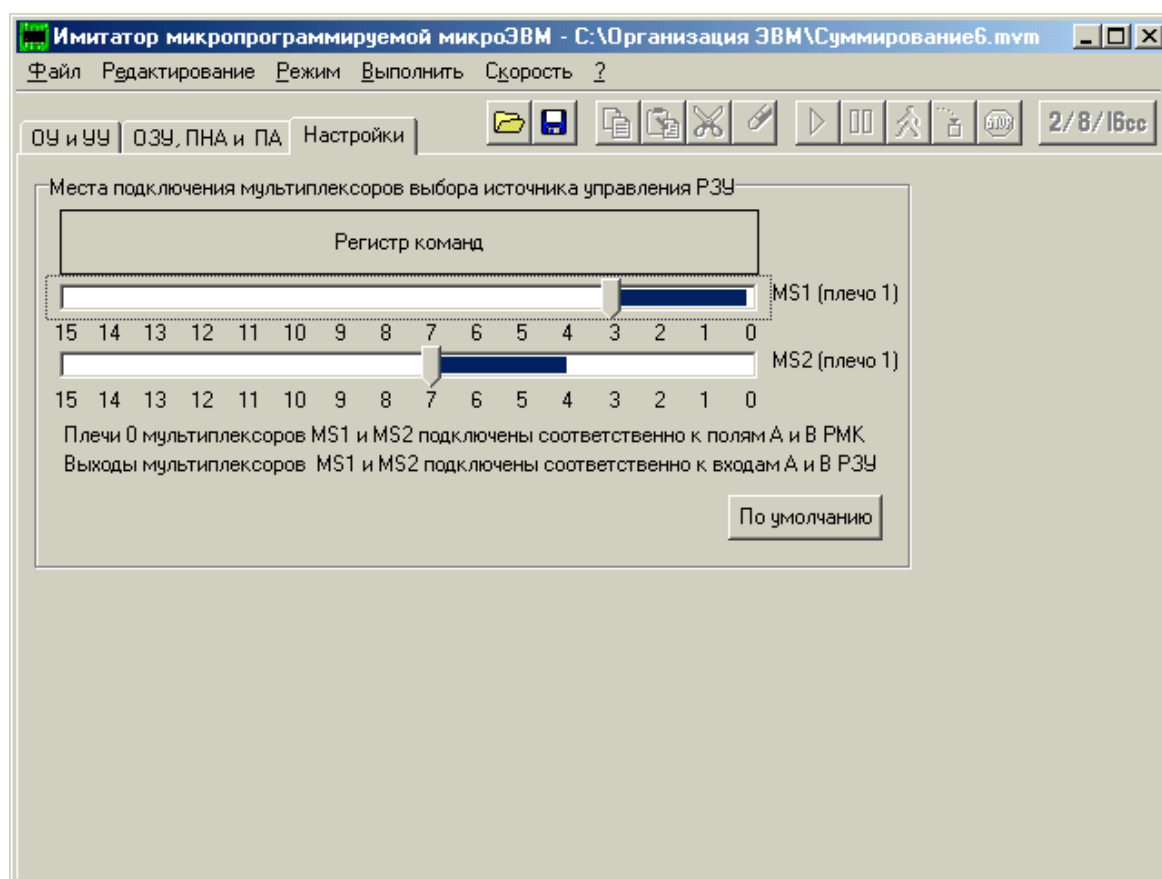 Имитатор микропрограммируемой микроЭВМ - C:\Организация ЭВМ\Суммирование6.mvm
Файл Редактирование Режим Выполнить Скорость ?
ОУ и УУ ОЗУ, ПНА и ПА Настройки STOP 2/8/16cc
Места подключения мультиплексоров выбора источника управления РЗУ
Регистр команд
MS1 (плечо 1)
15 14 13 12 11 10 9 8 7 6 5 4 3 2 1 0
MS2 (плечо 1)
15 14 13 12 11 10 9 8 7 6 5 4 3 2 1 0
Плечи 0 мультиплексоров MS1 и MS2 подключены соответственно к полям А и В РМК
Выходы мультиплексоров MS1 и MS2 подключены соответственно к входам А и В РЗУ
По умолчанию